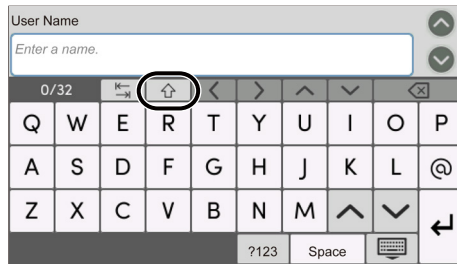 User Name
Enter a name.
0/32
Q W E R T Y U I O P
A S D F G H J K L @
Z X C V B N M
?123 Space